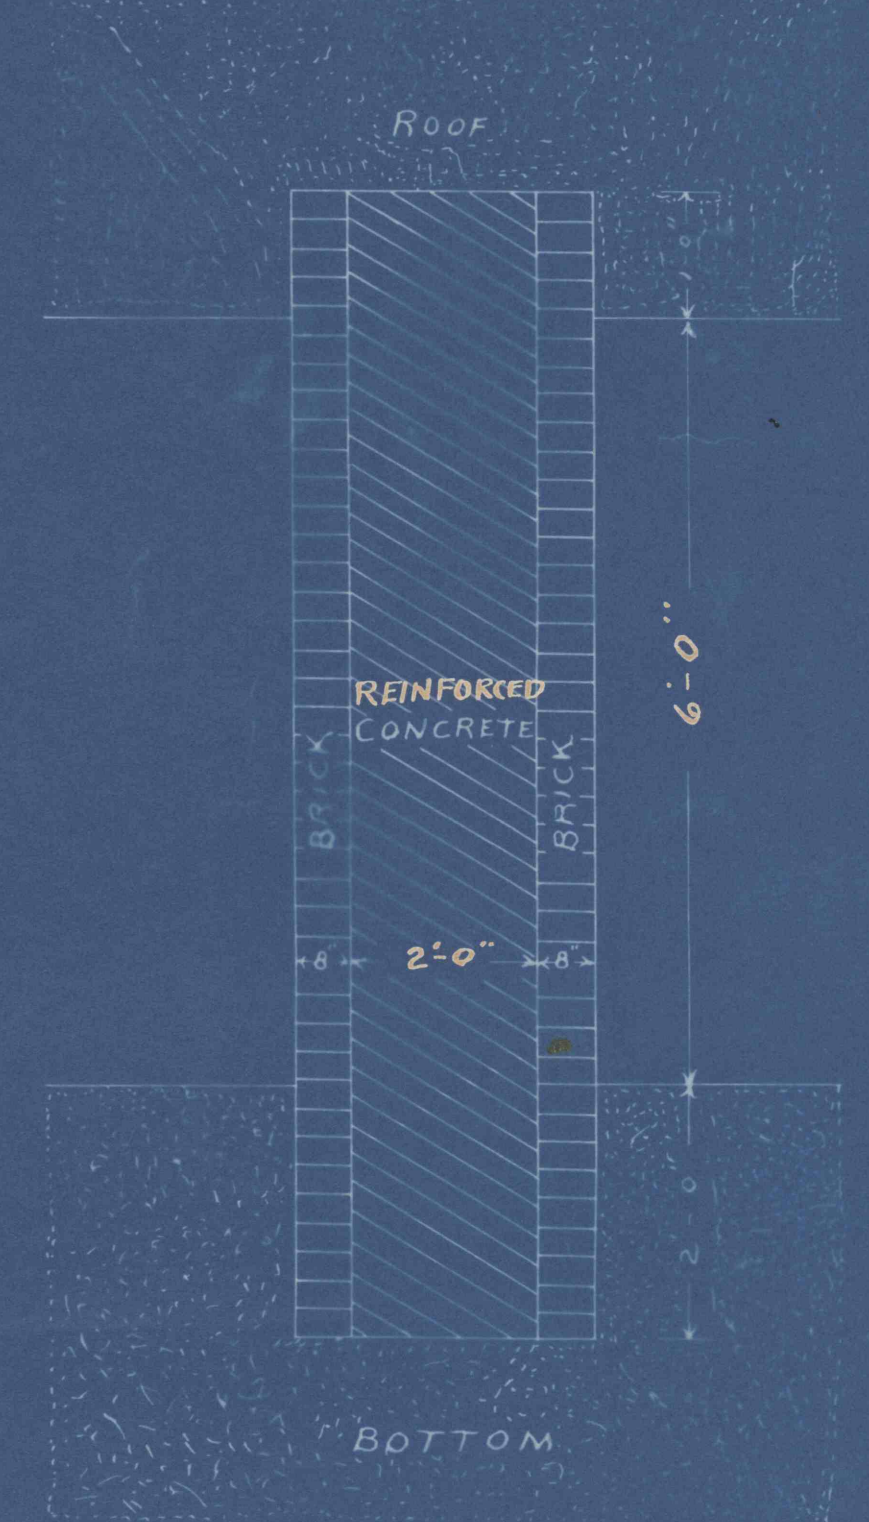 ROOF
1'-0"
6'-0"
REINFORCED
CONCRETE
BRICK
BRICK
8"
2'-0"
8"
2-0
BOTTOM